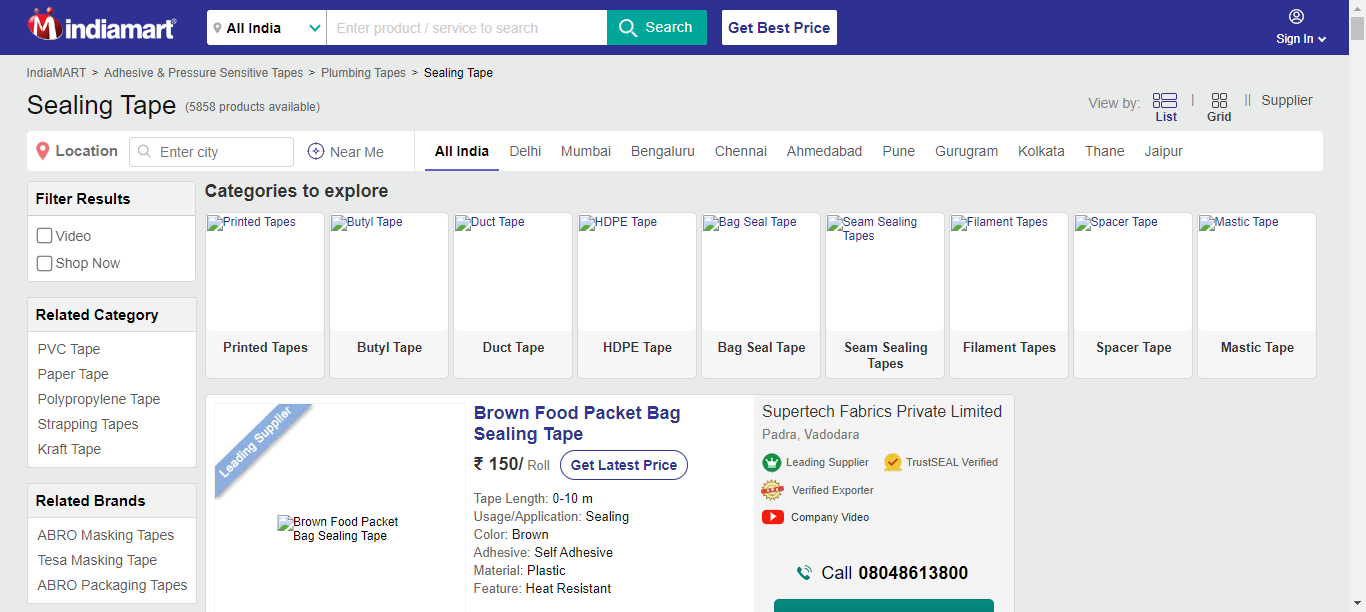 indiamart
All India
Enter product / service to search
Search
Get Best Price
Sign In
IndiaMART > Adhesive & Pressure Sensitive Tapes > Plumbing Tapes > Sealing Tape
Sealing Tape (5858 products available)
View by:
List
|
Grid
||
Supplier
Location
Enter city
Near Me
All India
Delhi
Mumbai
Bengaluru
Chennai
Ahmedabad
Pune
Gurugram
Kolkata
Thane
Jaipur
Filter Results
Video
Shop Now
Related Category
PVC Tape
Paper Tape
Polypropylene Tape
Strapping Tapes
Kraft Tape
Related Brands
ABRO Masking Tapes
Tesa Masking Tape
ABRO Packaging Tapes
Categories to explore
Printed Tapes
Butyl Tape
Duct Tape
HDPE Tape
Bag Seal Tape
Seam Sealing
Tapes
Filament Tapes
Spacer Tape
Mastic Tape
Printed Tapes
Butyl Tape
Duct Tape
HDPE Tape
Bag Seal Tape
Seam Sealing
Tapes
Filament Tapes
Spacer Tape
Mastic Tape
Leading Supplier
Brown Food Packet
Bag Sealing Tape
Brown Food Packet Bag
Sealing Tape
₹ 150/ Roll
Get Latest Price
Tape Length: 0-10 m
Usage/Application: Sealing
Color: Brown
Adhesive: Self Adhesive
Material: Plastic
Feature: Heat Resistant
Supertech Fabrics Private Limited
Padra, Vadodara
Leading Supplier
TrustSEAL Verified
Verified Exporter
Company Video
Call 08048613800